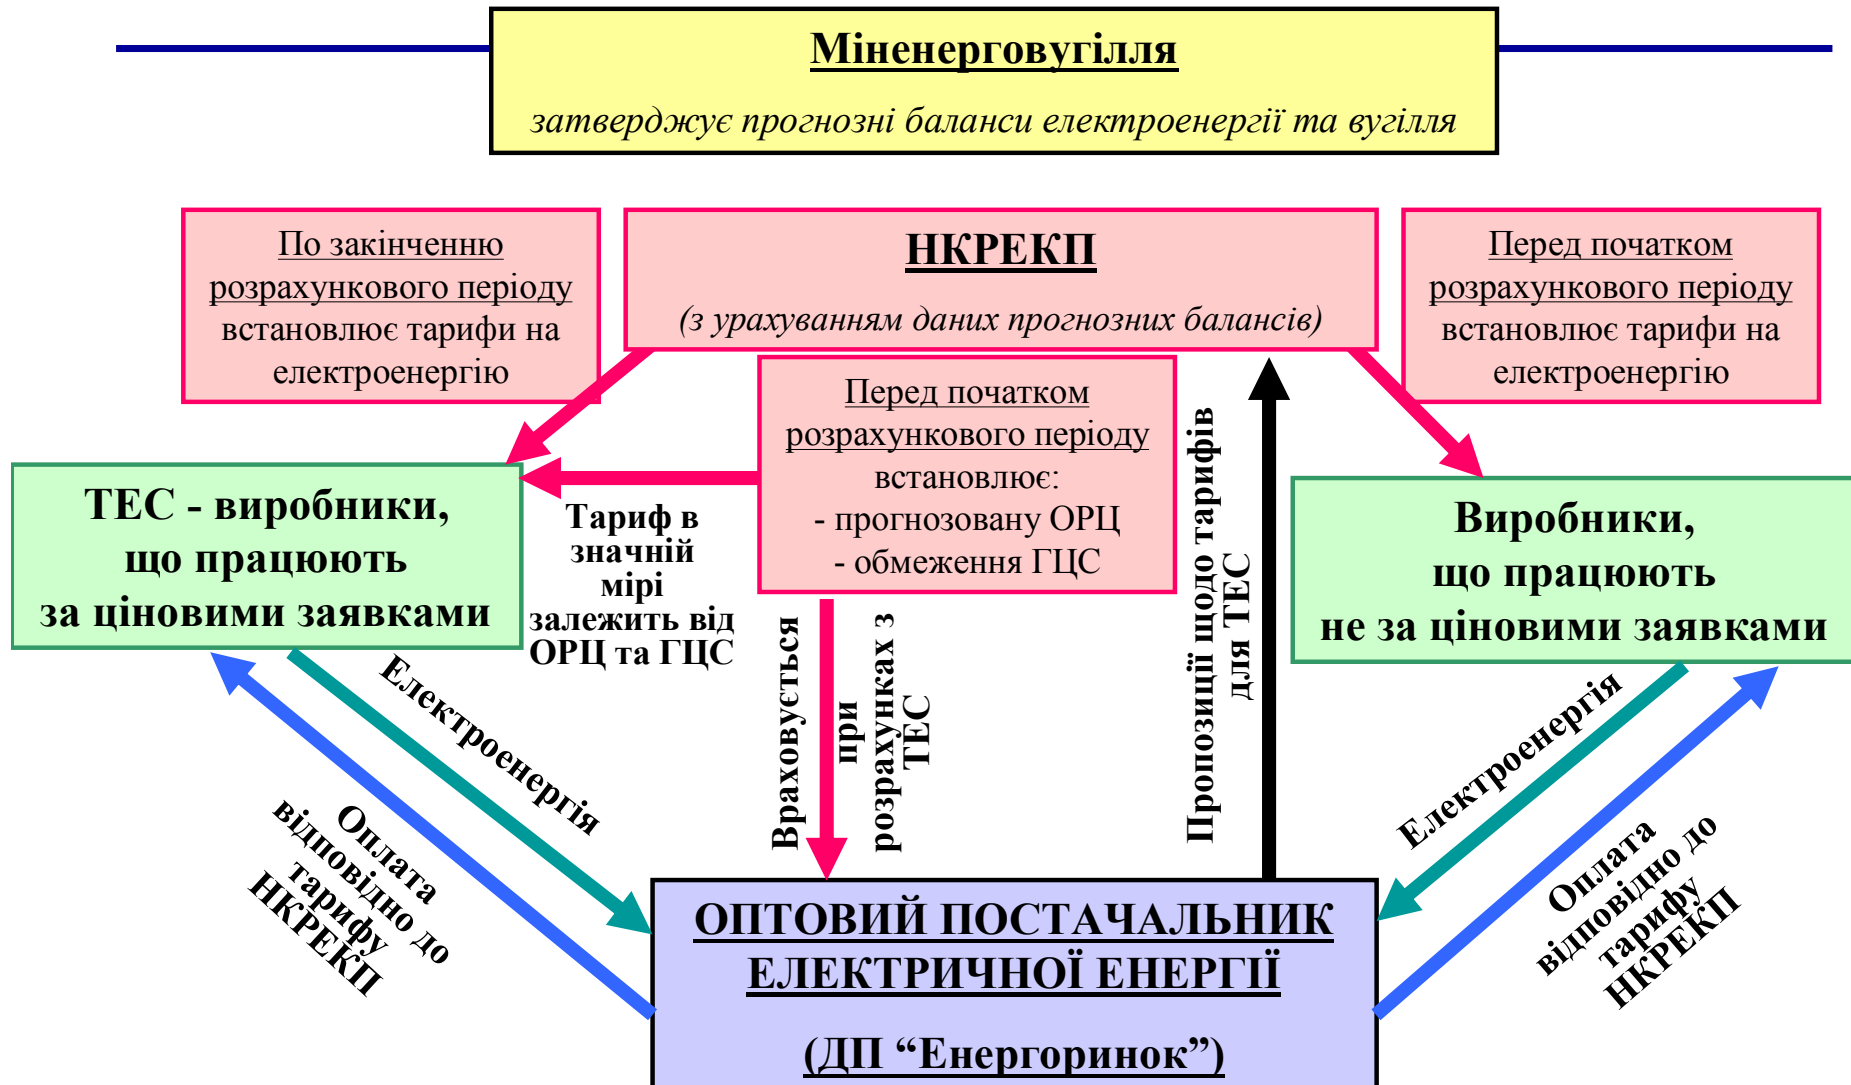 Міненерговугілля
затверджує прогнозні баланси електроенергії та вугілля
По закінченню
розрахункового періоду
встановлює тарифи на
електроенергію
НКРЕКП
(з урахуванням даних прогнозних балансів)
Перед початком
розрахункового періоду
встановлює тарифи на
електроенергію
Перед початком
розрахункового періоду
встановлює:
- прогнозовану ОРЦ
- обмеження ГЦС
ТЕС - виробники,
що працюють
за ціновими заявками
Тариф в
значній
мірі
залежить від
ОРЦ та ГЦС
Виробники,
що працюють
не за ціновими заявками
Враховується
при
розрахунках з
ТЕС
Пропозиції щодо тарифів
для ТЕС
Електроенергія
Оплата
відповідно до
тарифу
НКРЕКП
Електроенергія
Оплата
відповідно до
тарифу
НКРЕКП
ОПТОВИЙ ПОСТАЧАЛЬНИК
ЕЛЕКТРИЧНОЇ ЕНЕРГІЇ
(ДП “Енергоринок”)